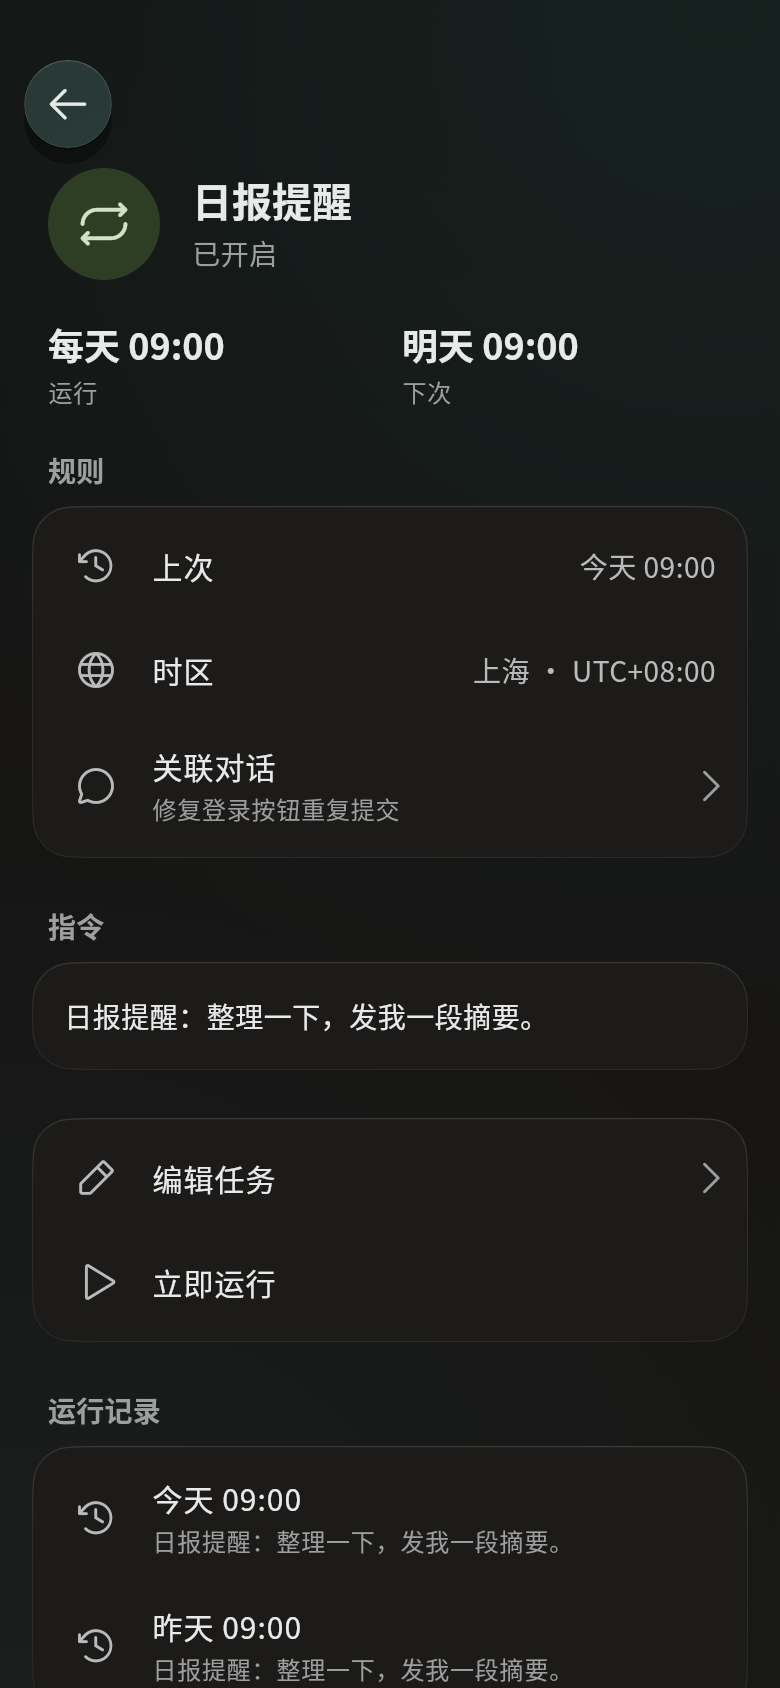 日报提醒
已开启
每天 09:00
运行
明天 09:00
下次
规则
上次
今天 09:00
时区
上海 · UTC+08:00
关联对话
修复登录按钮重复提交
指令
日报提醒：整理一下，发我一段摘要。
编辑任务
立即运行
运行记录
今天 09:00
日报提醒：整理一下，发我一段摘要。
昨天 09:00
日报提醒：整理一下，发我一段摘要。